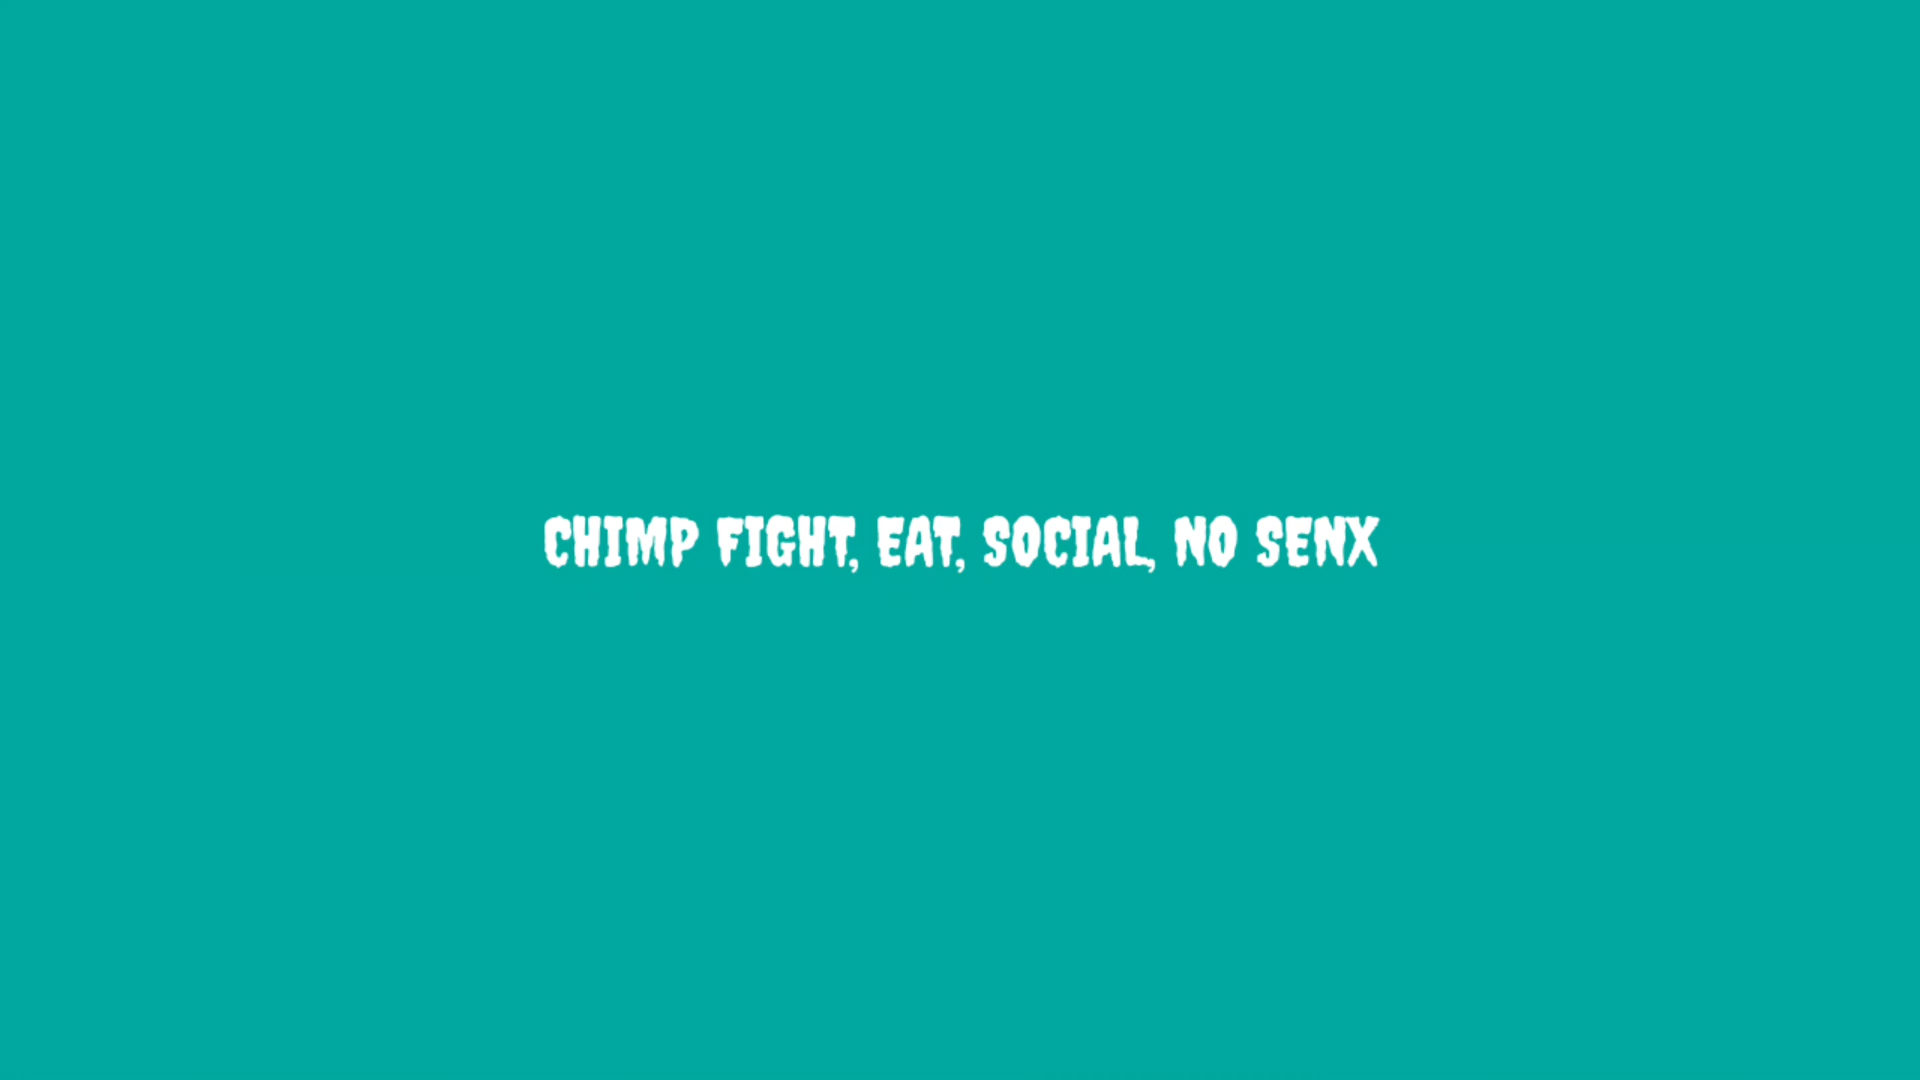 CHIMP FIGHT, EAT, SOCIAL, NO SENX